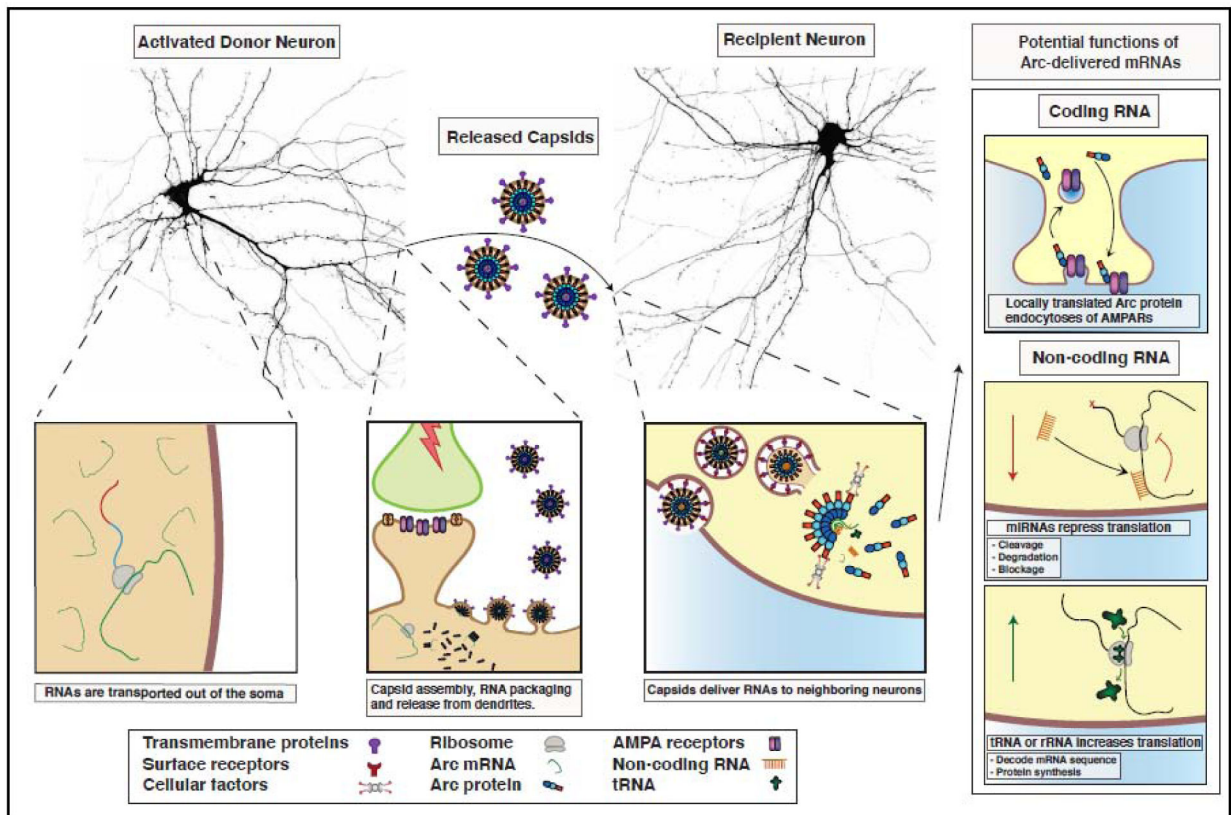 Activated Donor Neuron
Recipient Neuron
Released Capsids
Potential functions of
Arc-delivered mRNAs
Coding RNA
Locally translated Arc protein
endocytoses of AMPARs
Non-coding RNA
miRNAs repress translation
- Cleavage
- Degradation
- Blockage
tRNA or rRNA increases translation
- Decode mRNA sequence
- Protein synthesis
RNAs are transported out of the soma
Capsid assembly, RNA packaging
and release from dendrites.
Capsids deliver RNAs to neighboring neurons
Transmembrane proteins
Ribosome
AMPA receptors
Surface receptors
Arc mRNA
Non-coding RNA
Cellular factors
Arc protein
tRNA